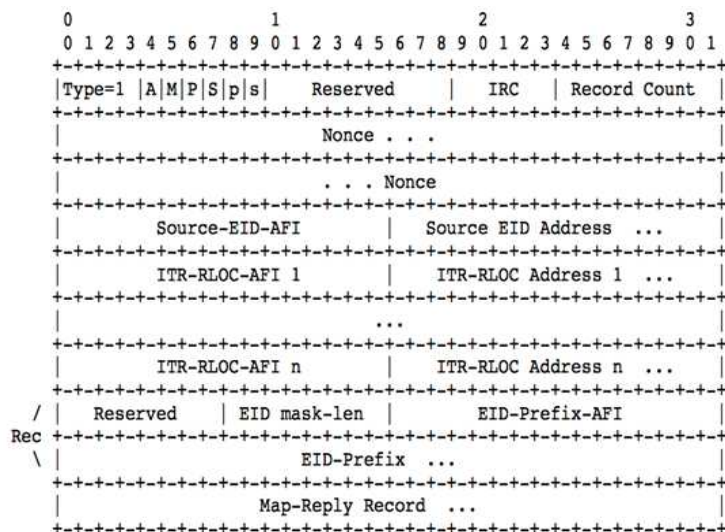 0                   1                   2                   3
0 1 2 3 4 5 6 7 8 9 0 1 2 3 4 5 6 7 8 9 0 1 2 3 4 5 6 7 8 9 0 1
+-+-+-+-+-+-+-+-+-+-+-+-+-+-+-+-+-+-+-+-+-+-+-+-+-+-+-+-+-+-+-+-+
|Type=1 |A|M|P|S|p|s|    Reserved     |   IRC   | Record Count  |
+-+-+-+-+-+-+-+-+-+-+-+-+-+-+-+-+-+-+-+-+-+-+-+-+-+-+-+-+-+-+-+-+
|                         Nonce . . .                           |
+-+-+-+-+-+-+-+-+-+-+-+-+-+-+-+-+-+-+-+-+-+-+-+-+-+-+-+-+-+-+-+-+
|                         . . . Nonce                           |
+-+-+-+-+-+-+-+-+-+-+-+-+-+-+-+-+-+-+-+-+-+-+-+-+-+-+-+-+-+-+-+-+
|         Source-EID-AFI        |   Source EID Address  ...     |
+-+-+-+-+-+-+-+-+-+-+-+-+-+-+-+-+-+-+-+-+-+-+-+-+-+-+-+-+-+-+-+-+
|         ITR-RLOC-AFI 1        |    ITR-RLOC Address 1  ...    |
+-+-+-+-+-+-+-+-+-+-+-+-+-+-+-+-+-+-+-+-+-+-+-+-+-+-+-+-+-+-+-+-+
|                              ...                              |
+-+-+-+-+-+-+-+-+-+-+-+-+-+-+-+-+-+-+-+-+-+-+-+-+-+-+-+-+-+-+-+-+
|         ITR-RLOC-AFI n        |    ITR-RLOC Address n  ...    |
+-+-+-+-+-+-+-+-+-+-+-+-+-+-+-+-+-+-+-+-+-+-+-+-+-+-+-+-+-+-+-+-+
/ |   Reserved    | EID mask-len  |        EID-Prefix-AFI         |
Rec +-+-+-+-+-+-+-+-+-+-+-+-+-+-+-+-+-+-+-+-+-+-+-+-+-+-+-+-+-+-+-+-+
\ |                       EID-Prefix  ...                         |
+-+-+-+-+-+-+-+-+-+-+-+-+-+-+-+-+-+-+-+-+-+-+-+-+-+-+-+-+-+-+-+-+
|                   Map-Reply Record  ...                       |
+-+-+-+-+-+-+-+-+-+-+-+-+-+-+-+-+-+-+-+-+-+-+-+-+-+-+-+-+-+-+-+-+